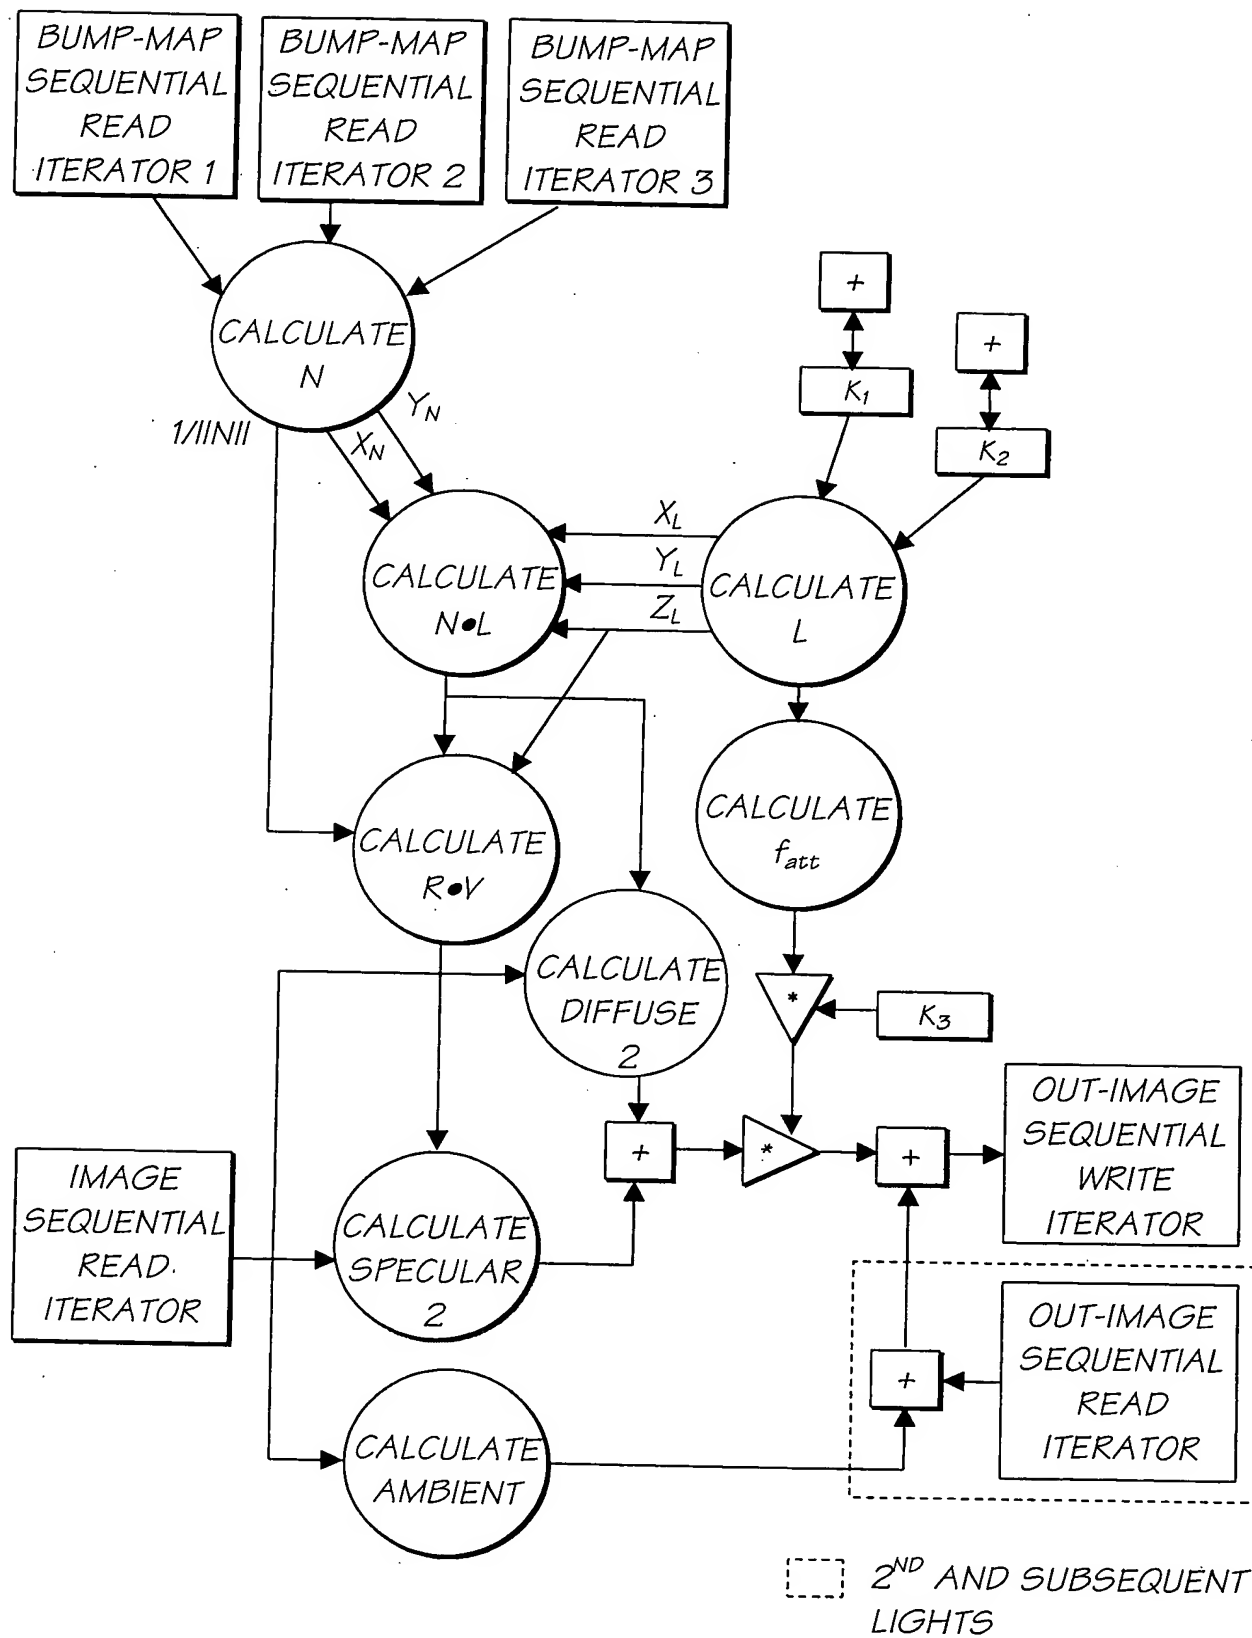 BUMP-MAP
SEQUENTIAL
READ
ITERATOR 1
BUMP-MAP
SEQUENTIAL
READ
ITERATOR 2
BUMP-MAP
SEQUENTIAL
READ
ITERATOR 3
CALCULATE
N
+
+
K₁
K₂
1/IINII
X_N
Y_N
CALCULATE
N•L
X_L
Y_L
Z_L
CALCULATE
L
CALCULATE
R•V
CALCULATE
f_att
CALCULATE
DIFFUSE
2
*
K₃
IMAGE
SEQUENTIAL
READ
ITERATOR
CALCULATE
SPECULAR
2
+
*
+
OUT-IMAGE
SEQUENTIAL
WRITE
ITERATOR
CALCULATE
AMBIENT
+
OUT-IMAGE
SEQUENTIAL
READ
ITERATOR
2ND AND SUBSEQUENT
LIGHTS